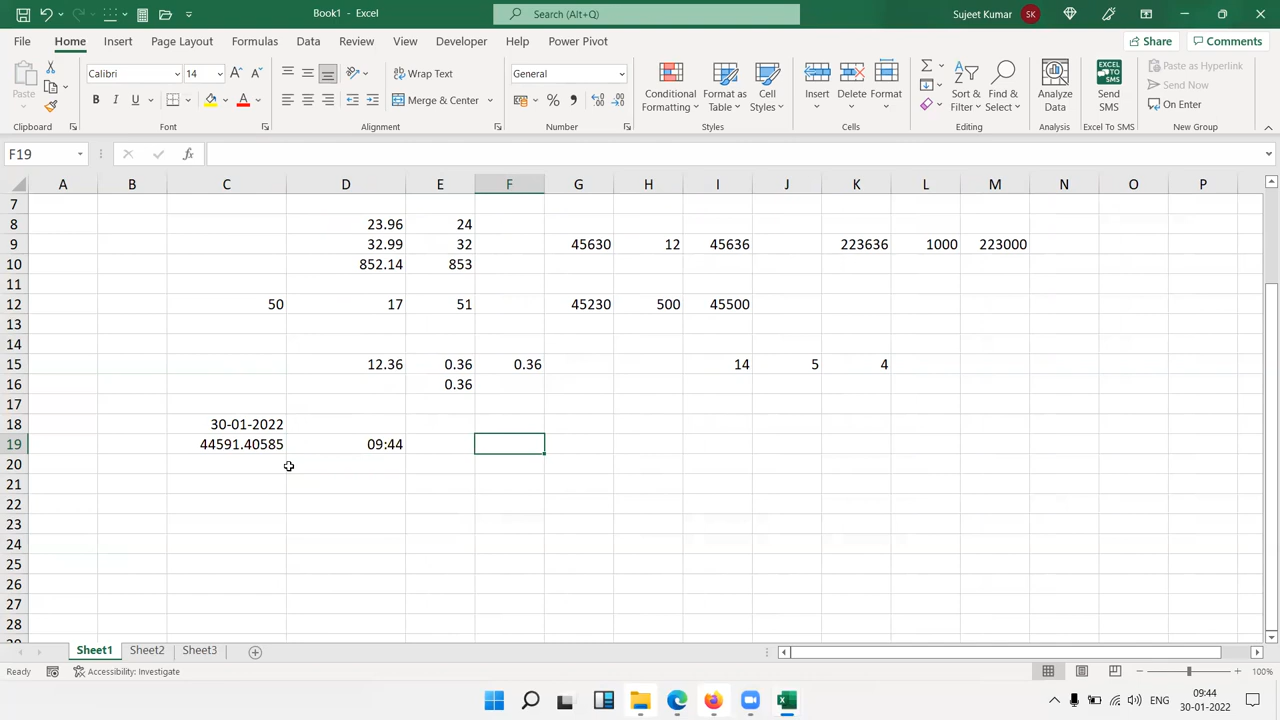 Book1 - Excel
Search (Alt+Q)
Sujeet Kumar
SK
File Home Insert Page Layout Formulas Data Review View Developer Help Power Pivot
Share
Comments
Paste
Calibri
14
Wrap Text
Merge & Center
General
Conditional Formatting
Format as Table
Cell Styles
Insert
Delete
Format
Sort & Filter
Find & Select
Analyze Data
Send SMS
Paste as Hyperlink
Send Now
On Enter
Clipboard Font Alignment Number Styles Cells Editing Analysis Excel To SMS New Group
F19
fx
A B C D E F G H I J K L M N O P
7
8 23.96 24
9 32.99 32 45630 12 45636 223636 1000 223000
10 852.14 853
11
12 50 17 51 45230 500 45500
13
14
15 12.36 0.36 0.36 14 5 4
16 0.36
17
18 30-01-2022
19 44591.40585 09:44
20
21
22
23
24
25
26
27
28
Sheet1 Sheet2 Sheet3
Ready
Accessibility: Investigate
100%
ENG
09:44
30-01-2022